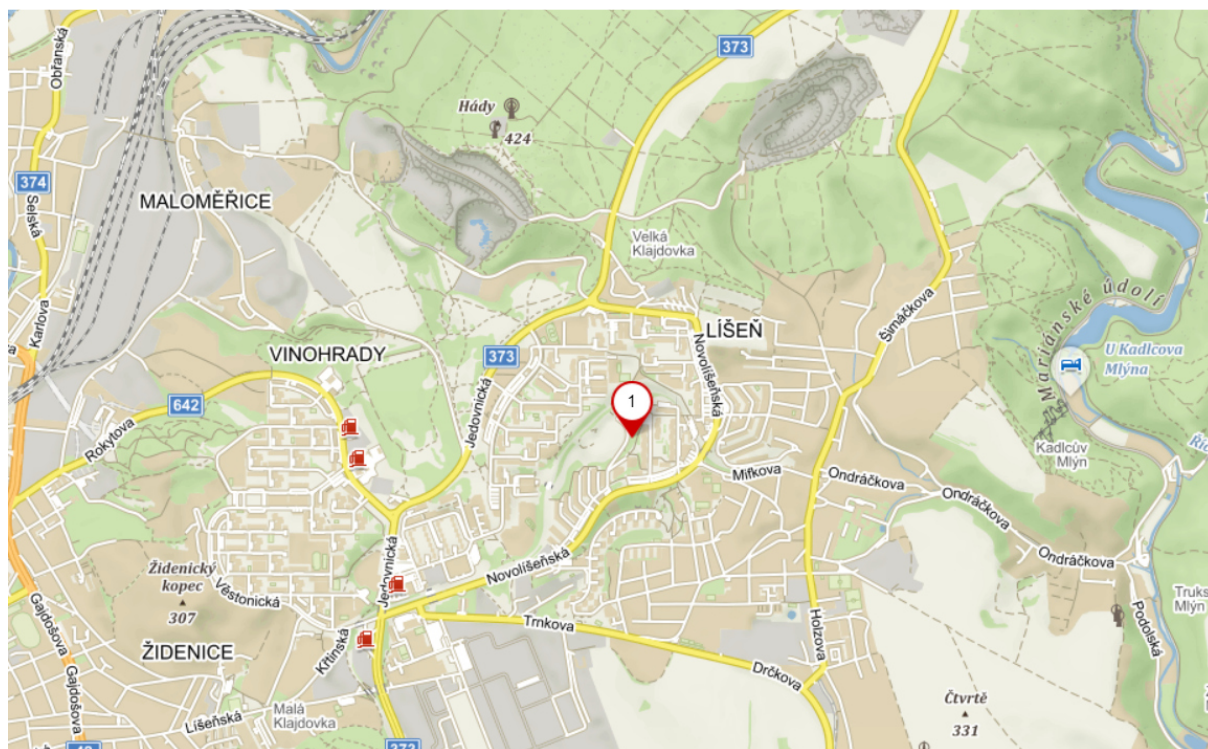 Obřanská
373
Hády
424
374
Selská
MALOMĚŘICE
Velká
Klajdovka
Mariánské údolí
Karlova
Šimáčkova
LÍŠEŇ
VINOHRADY
373
Novolíšeňská
U Kadlcova
Mlýna
Jedovnická
642
1
Rokytova
Kadlcův
Mlýn
Mifkova
Ondráčkova
Ondráčkova
Ondráčkova
Židenický
kopec
307
Věstonická
Jedovnická
Novolíšeňská
Gajdošova
Gajdošova
Trnkova
Holzova
Podolská
Mlýn
ŽIDENICE
Křtinská
Drčkova
Malá
Klajdovka
Líšeňská
Čtvrtě
331
373